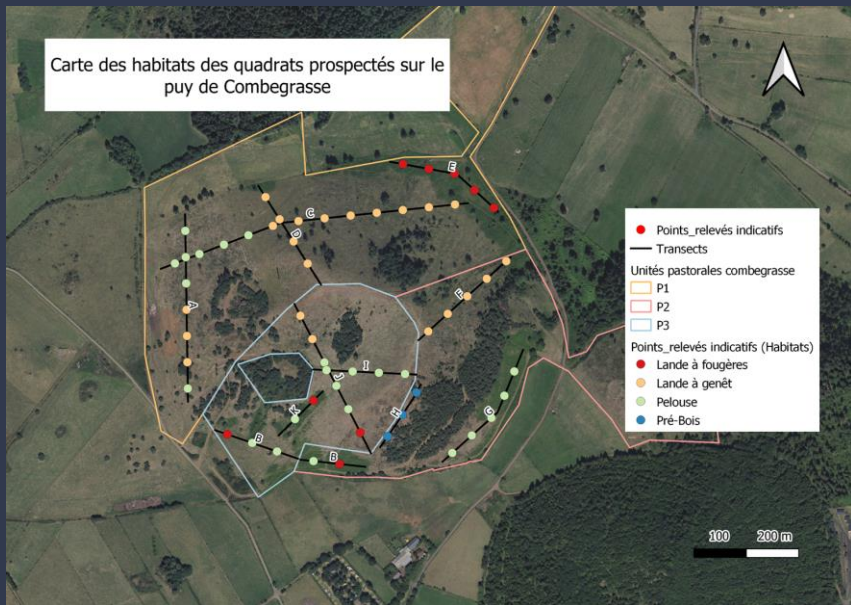 Carte des habitats des quadrats prospectés sur le
puy de Combegrasse
E
C
D
A
F
I
J
K
H
G
B
B
Points_relevés indicatifs
Transects
Unités pastorales combegrasse
P1
P2
P3
Points_relevés indicatifs (Habitats)
Lande à fougères
Lande à genêt
Pelouse
Pré-Bois
100 200 m